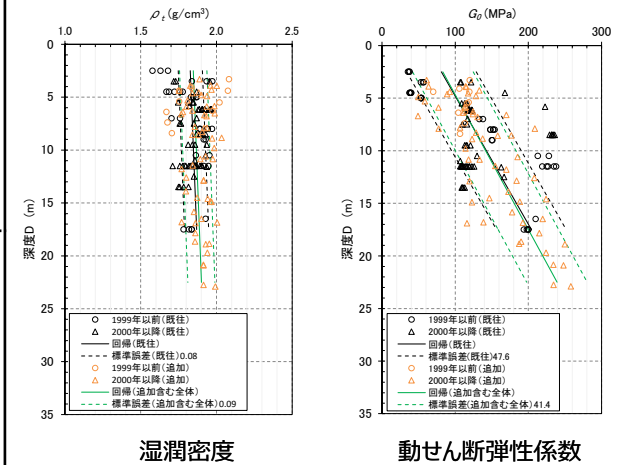 ρt(g/cm³)
1.0 1.5 2.0 2.5
0
5
10
15
20
25
30
35
深度D (m)
○ 1999年以前(既往)
△ 2000年以降(既往)
回帰(既往)
標準誤差(既往)0.08
○ 1999年以前(追加)
△ 2000年以降(追加)
回帰(追加含む全体)
標準誤差(追加含む全体)0.09
湿潤密度
G0(MPa)
0 100 200 300
0
5
10
15
20
25
30
35
深度D (m)
○ 1999年以前(既往)
△ 2000年以降(既往)
回帰(既往)
標準誤差(既往)47.6
○ 1999年以前(追加)
△ 2000年以降(追加)
回帰(追加含む全体)
標準誤差(追加含む全体)41.4
動せん断弾性係数